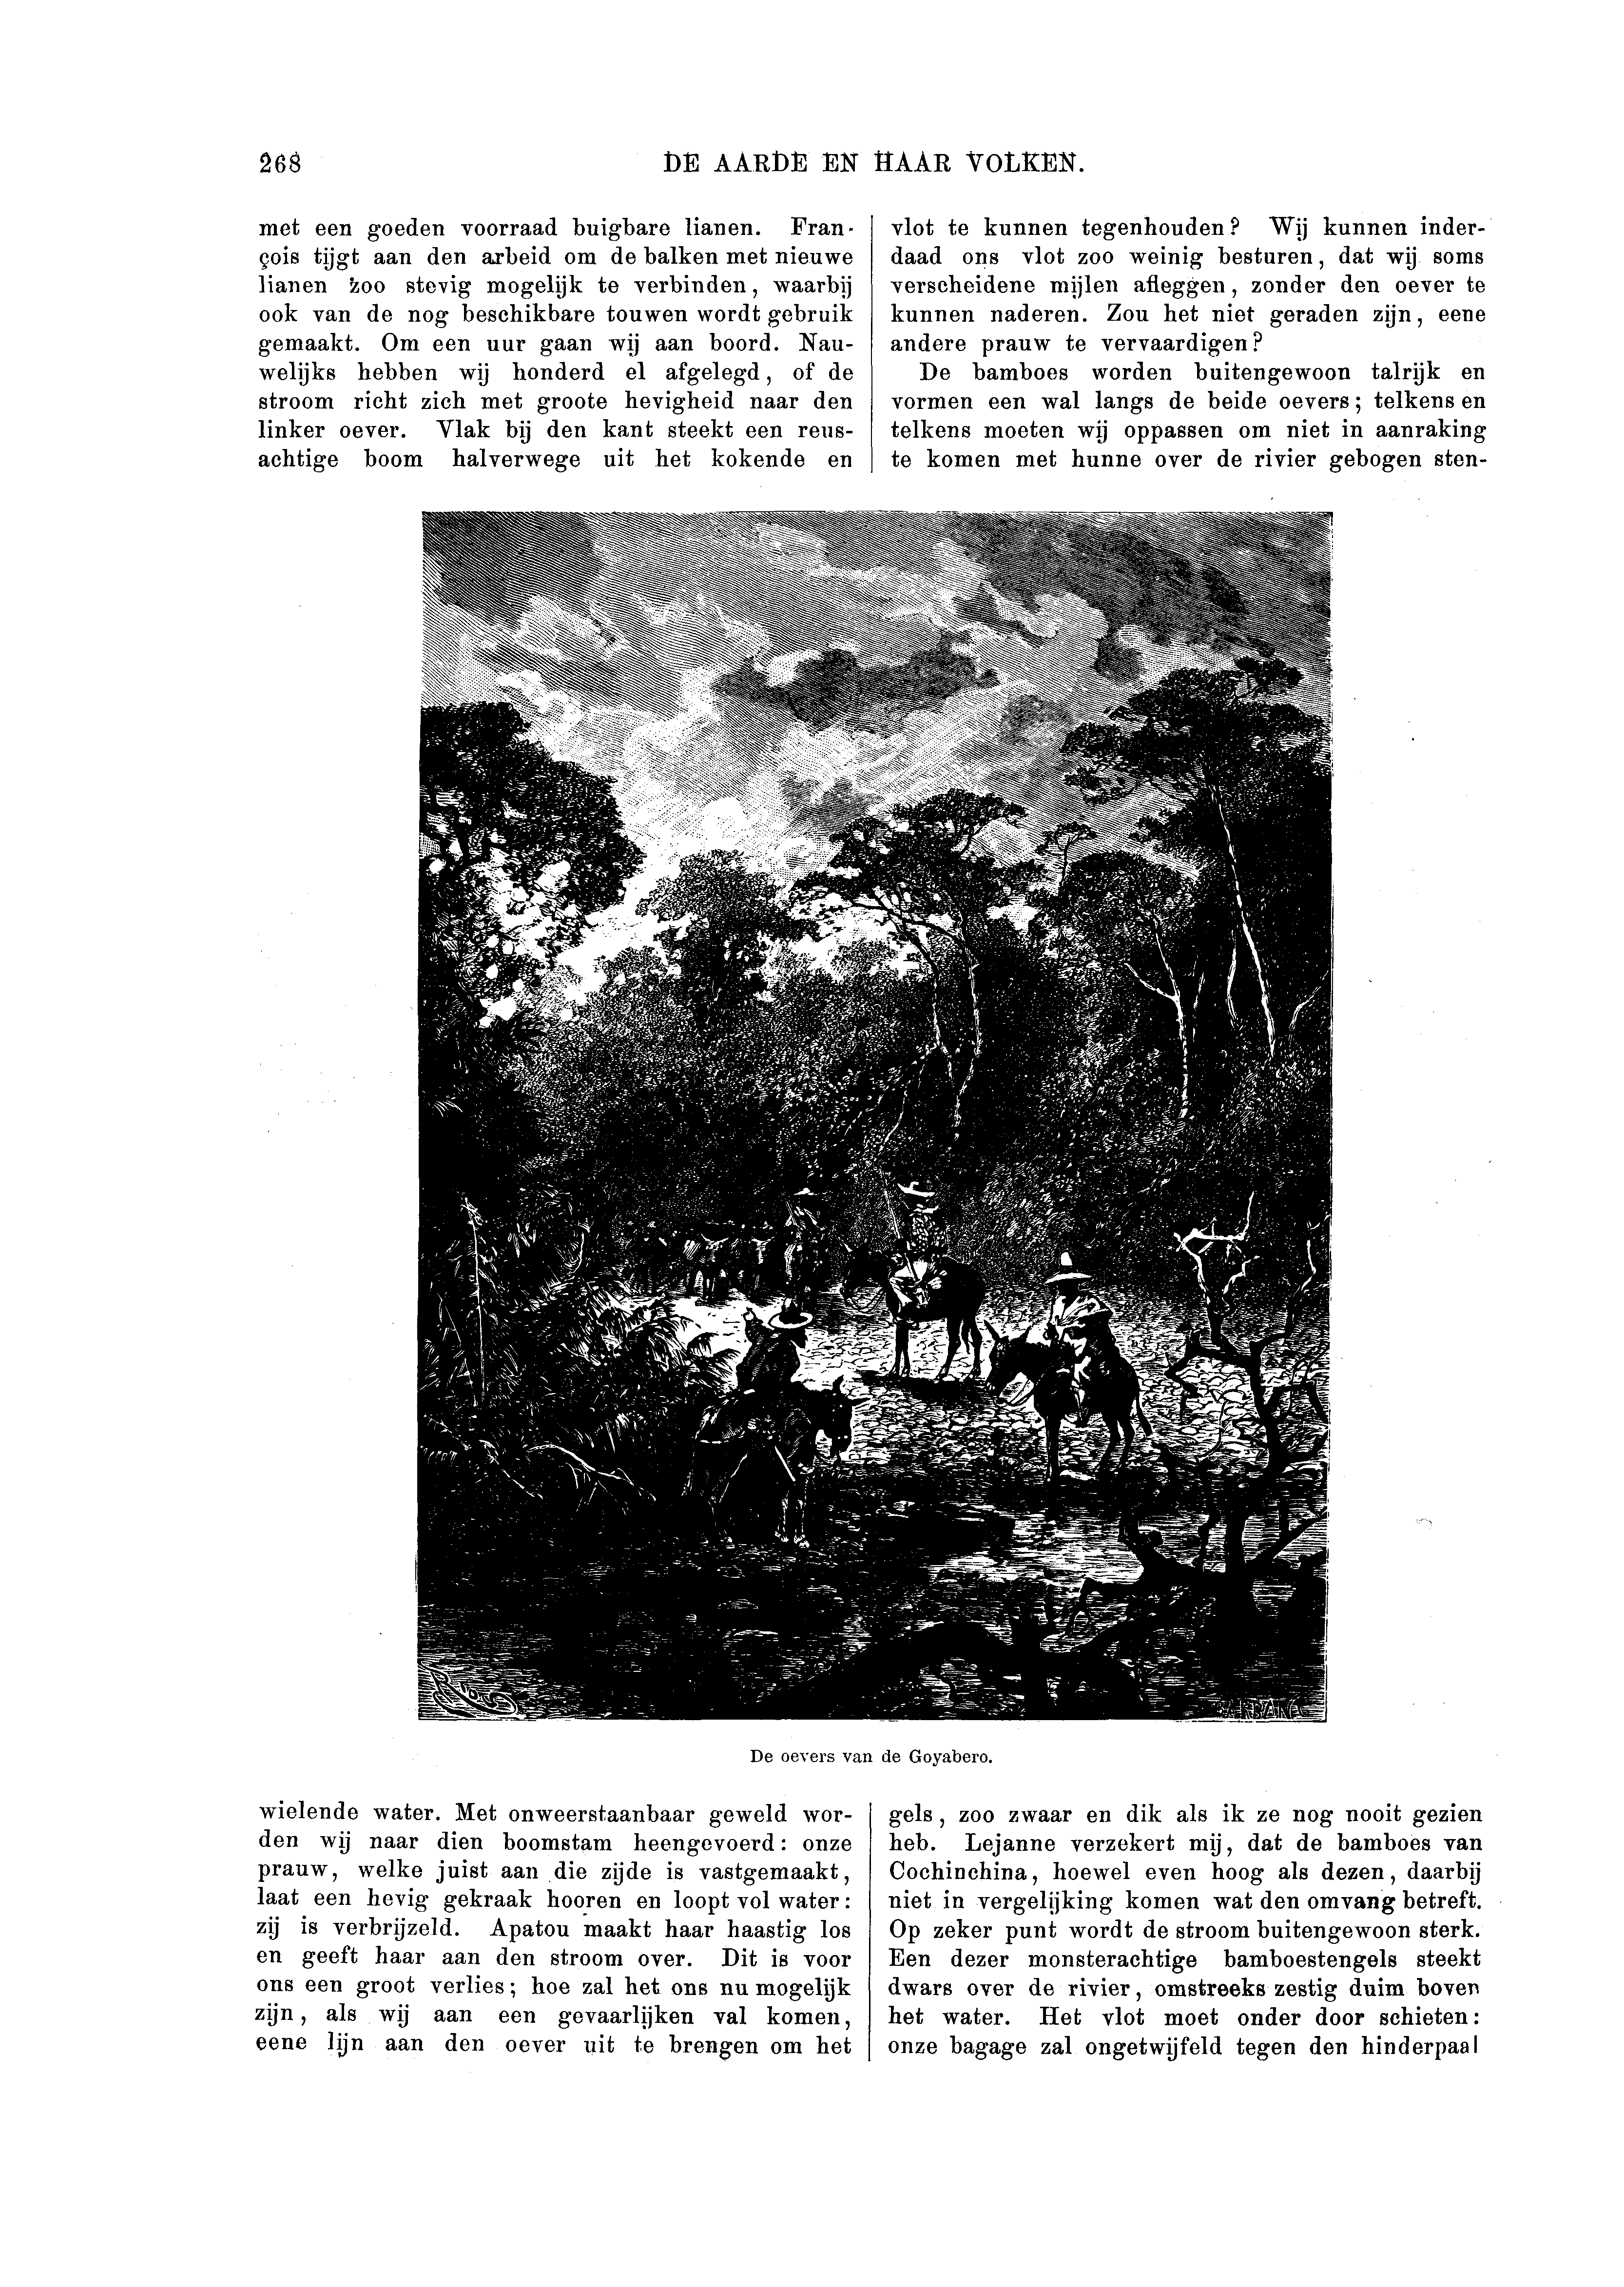 268
DE AARDE EN HAAR VOLKEN.
met een goeden voorraad buigbare lianen. Fran-
çois tijgt aan den arbeid om de balken met nieuwe
lianen zoo stevig mogelijk te verbinden, waarbij
ook van de nog beschikbare touwen wordt gebruik
gemaakt. Om een uur gaan wij aan boord. Nau-
welijks hebben wij honderd el afgelegd, of de
stroom richt zich met groote hevigheid naar den
linker oever. Vlak bij den kant steekt een reus-
achtige boom halverwege uit het kokende en
wielende water. Met onweerstaanbaar geweld wor-
den wij naar dien boomstam heengevoerd: onze
prauw, welke juist aan die zijde is vastgemaakt,
laat een hevig gekraak hooren en loopt vol water:
zij is verbrijzeld. Apatou maakt haar haastig los
en geeft haar aan den stroom over. Dit is voor
ons een groot verlies; hoe zal het ons nu mogelijk
zijn, als wij aan een gevaarlijken val komen,
eene lijn aan den oever uit te brengen om het
vlot te kunnen tegenhouden? Wij kunnen inder-
daad ons vlot zoo weinig besturen, dat wij soms
verscheidene mijlen afleggen, zonder den oever te
kunnen naderen. Zou het niet geraden zijn, eene
andere prauw te vervaardigen?
De bamboes worden buitengewoon talrijk en
vormen een wal langs de beide oevers; telkens en
telkens moeten wij oppassen om niet in aanraking
te komen met hunne over de rivier gebogen sten-
gels, zoo zwaar en dik als ik ze nog nooit gezien
heb. Lejanne verzekert mij, dat de bamboes van
Cochinchina, hoewel even hoog als dezen, daarbij
niet in vergelijking komen wat den omvang betreft.
Op zeker punt wordt de stroom buitengewoon sterk.
Een dezer monsterachtige bamboestengels steekt
dwars over de rivier, omstreeks zestig duim boven
het water. Het vlot moet onder door schieten:
onze bagage zal ongetwijfeld tegen den hinderpaal
De oevers van de Goyabero.